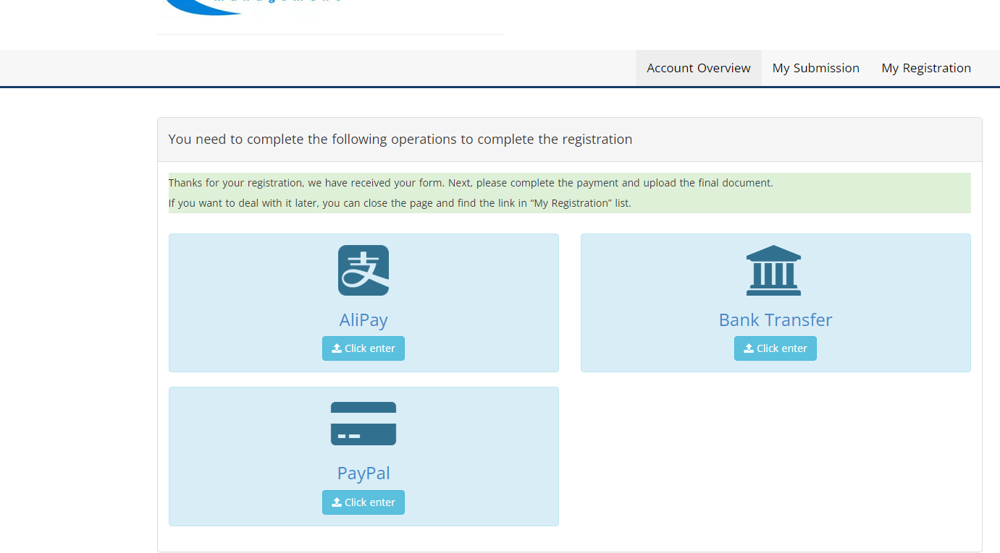 Account Overview
My Submission
My Registration
You need to complete the following operations to complete the registration
Thanks for your registration, we have received your form. Next, please complete the payment and upload the final document.
If you want to deal with it later, you can close the page and find the link in “My Registration” list.
支
AliPay
Click enter
Bank Transfer
Click enter
PayPal
Click enter